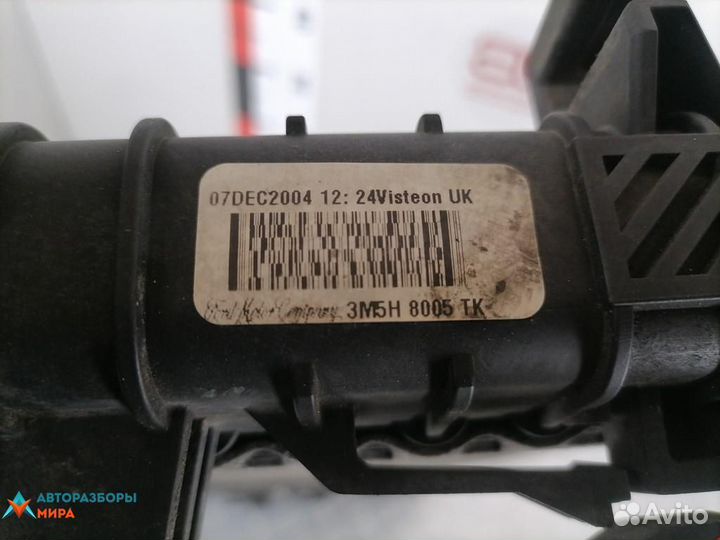 07DEC2004 12: 24Visteon UK
Ford Motor Company 3M5H 8005 TK
АВТОРАЗБОРЫ
МИРА
Avito